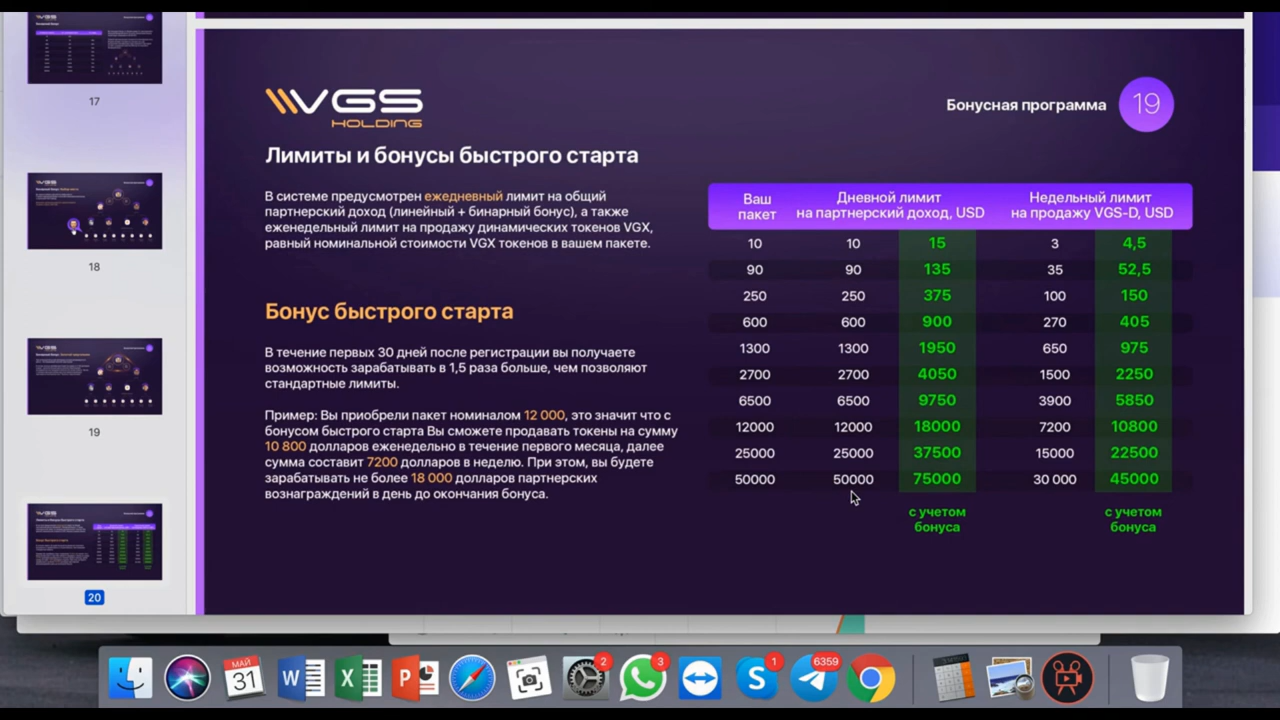 VGS
HOLDING
Бонусная программа
19
Лимиты и бонусы быстрого старта
В системе предусмотрен ежедневный лимит на общий
партнерский доход (линейный + бинарный бонус), а также
еженедельный лимит на продажу динамических токенов VGX,
равный номинальной стоимости VGX токенов в вашем пакете.
Бонус быстрого старта
В течение первых 30 дней после регистрации вы получаете
возможность зарабатывать в 1,5 раза больше, чем позволяют
стандартные лимиты.
Пример: Вы приобрели пакет номиналом 12 000, это значит что с
бонусом быстрого старта Вы сможете продавать токены на сумму
10 800 долларов еженедельно в течение первого месяца, далее
сумма составит 7200 долларов в неделю. При этом, вы будете
зарабатывать не более 18 000 долларов партнерских
вознаграждений в день до окончания бонуса.
Ваш Дневной лимит Недельный лимит
пакет на партнерский доход, USD на продажу VGS-D, USD
10 10 15 3 4,5
90 90 135 35 52,5
250 250 375 100 150
600 600 900 270 405
1300 1300 1950 650 975
2700 2700 4050 1500 2250
6500 6500 9750 3900 5850
12000 12000 18000 7200 10800
25000 25000 37500 15000 22500
50000 50000 75000 30 000 45000
с учетом с учетом
бонуса бонуса
17
18
19
20
МАЙ
31
2
3
1
6359